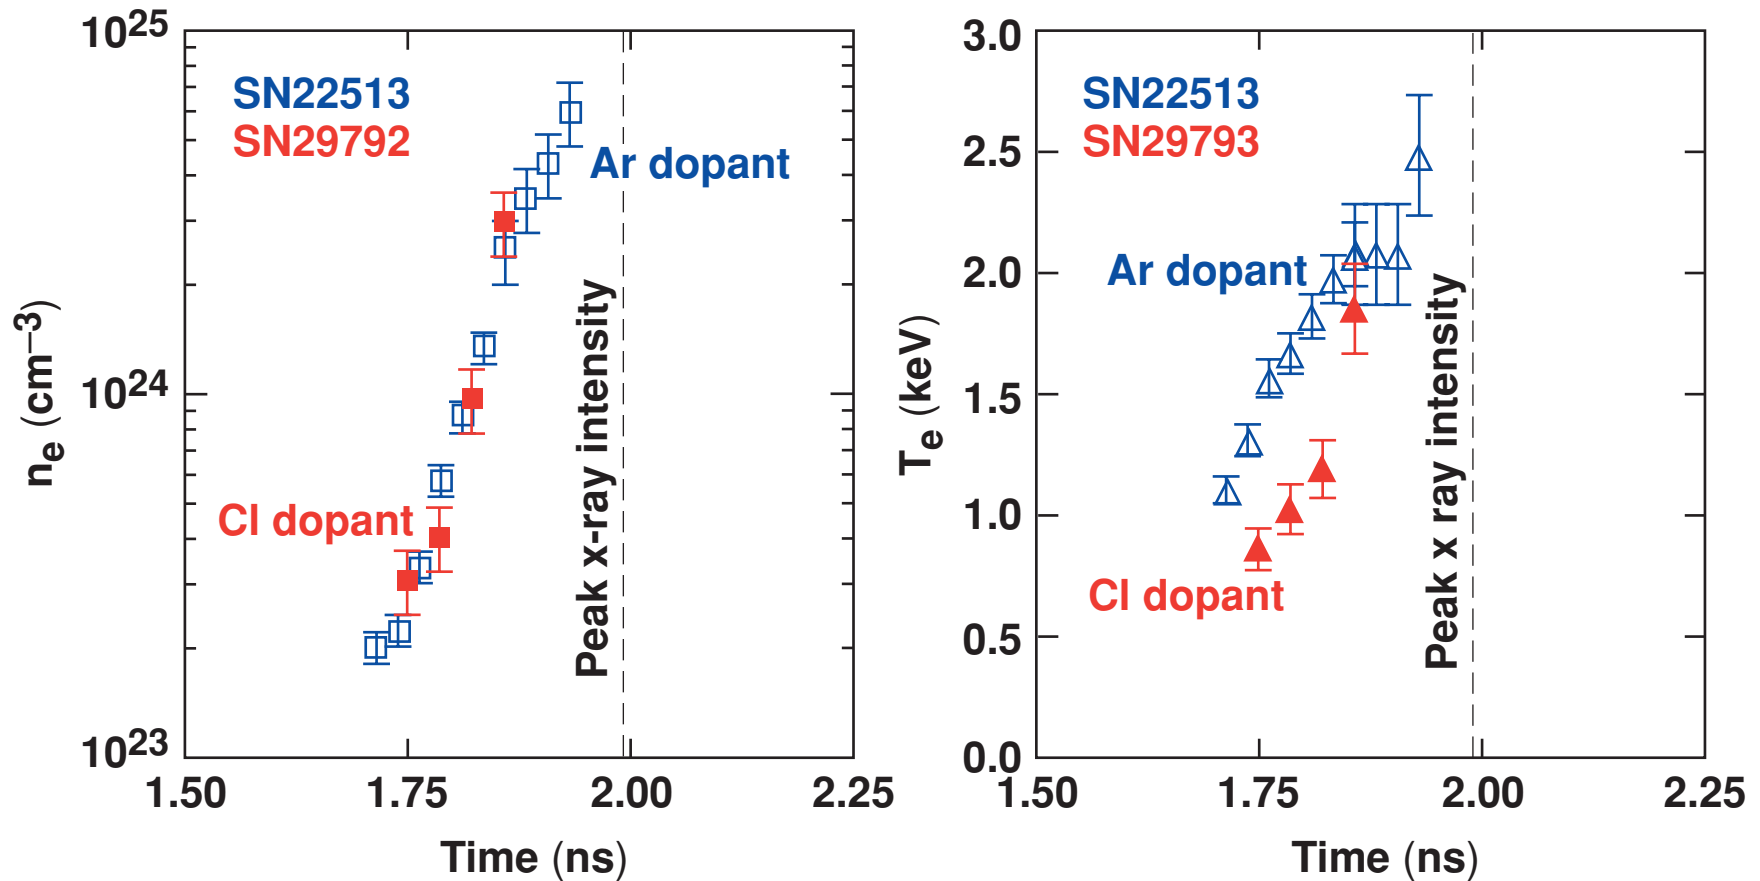 10^25
10^24
10^23
n_e (cm^−3)
SN22513
SN29792
Ar dopant
Cl dopant
Peak x-ray intensity
1.50 1.75 2.00 2.25
Time (ns)
3.0
2.5
2.0
1.5
1.0
0.5
0.0
T_e (keV)
SN22513
SN29793
Ar dopant
Cl dopant
Peak x ray intensity
1.50 1.75 2.00 2.25
Time (ns)